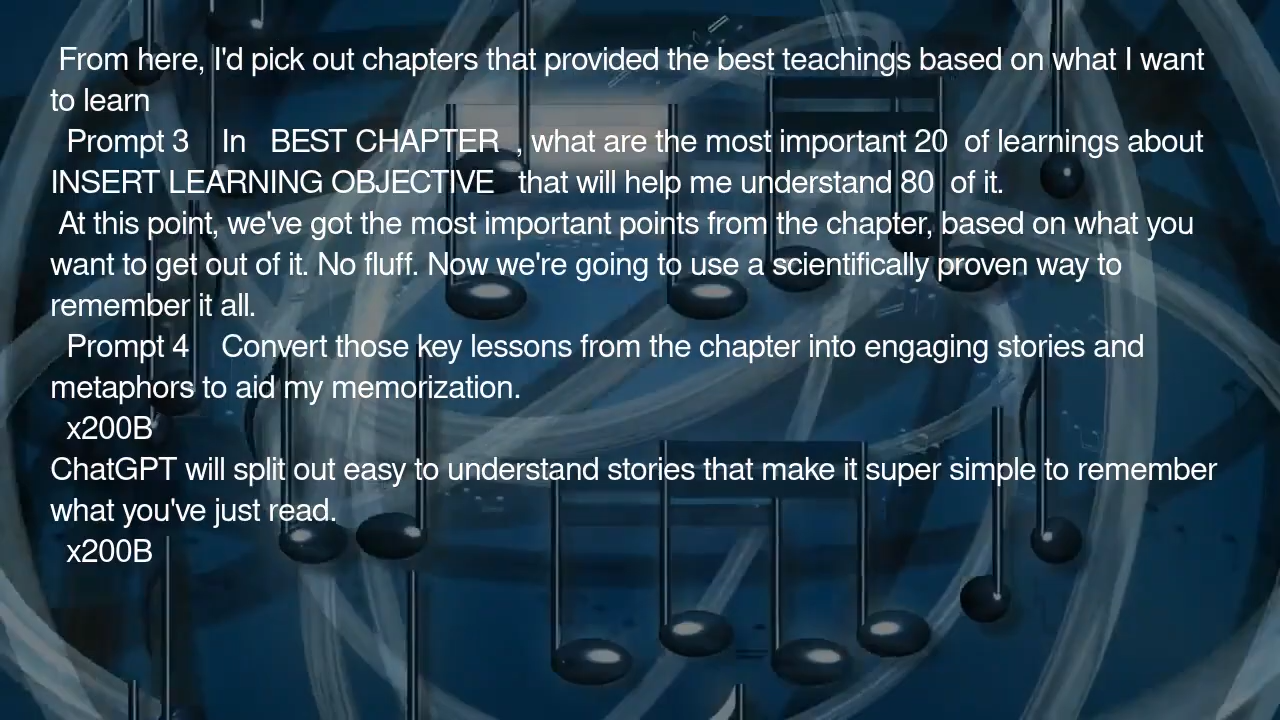 From here, I'd pick out chapters that provided the best teachings based on what I want
to learn
Prompt 3 In BEST CHAPTER , what are the most important 20 of learnings about
INSERT LEARNING OBJECTIVE that will help me understand 80 of it.
At this point, we've got the most important points from the chapter, based on what you
want to get out of it. No fluff. Now we're going to use a scientifically proven way to
remember it all.
Prompt 4 Convert those key lessons from the chapter into engaging stories and
metaphors to aid my memorization.
x200B
ChatGPT will split out easy to understand stories that make it super simple to remember
what you've just read.
x200B